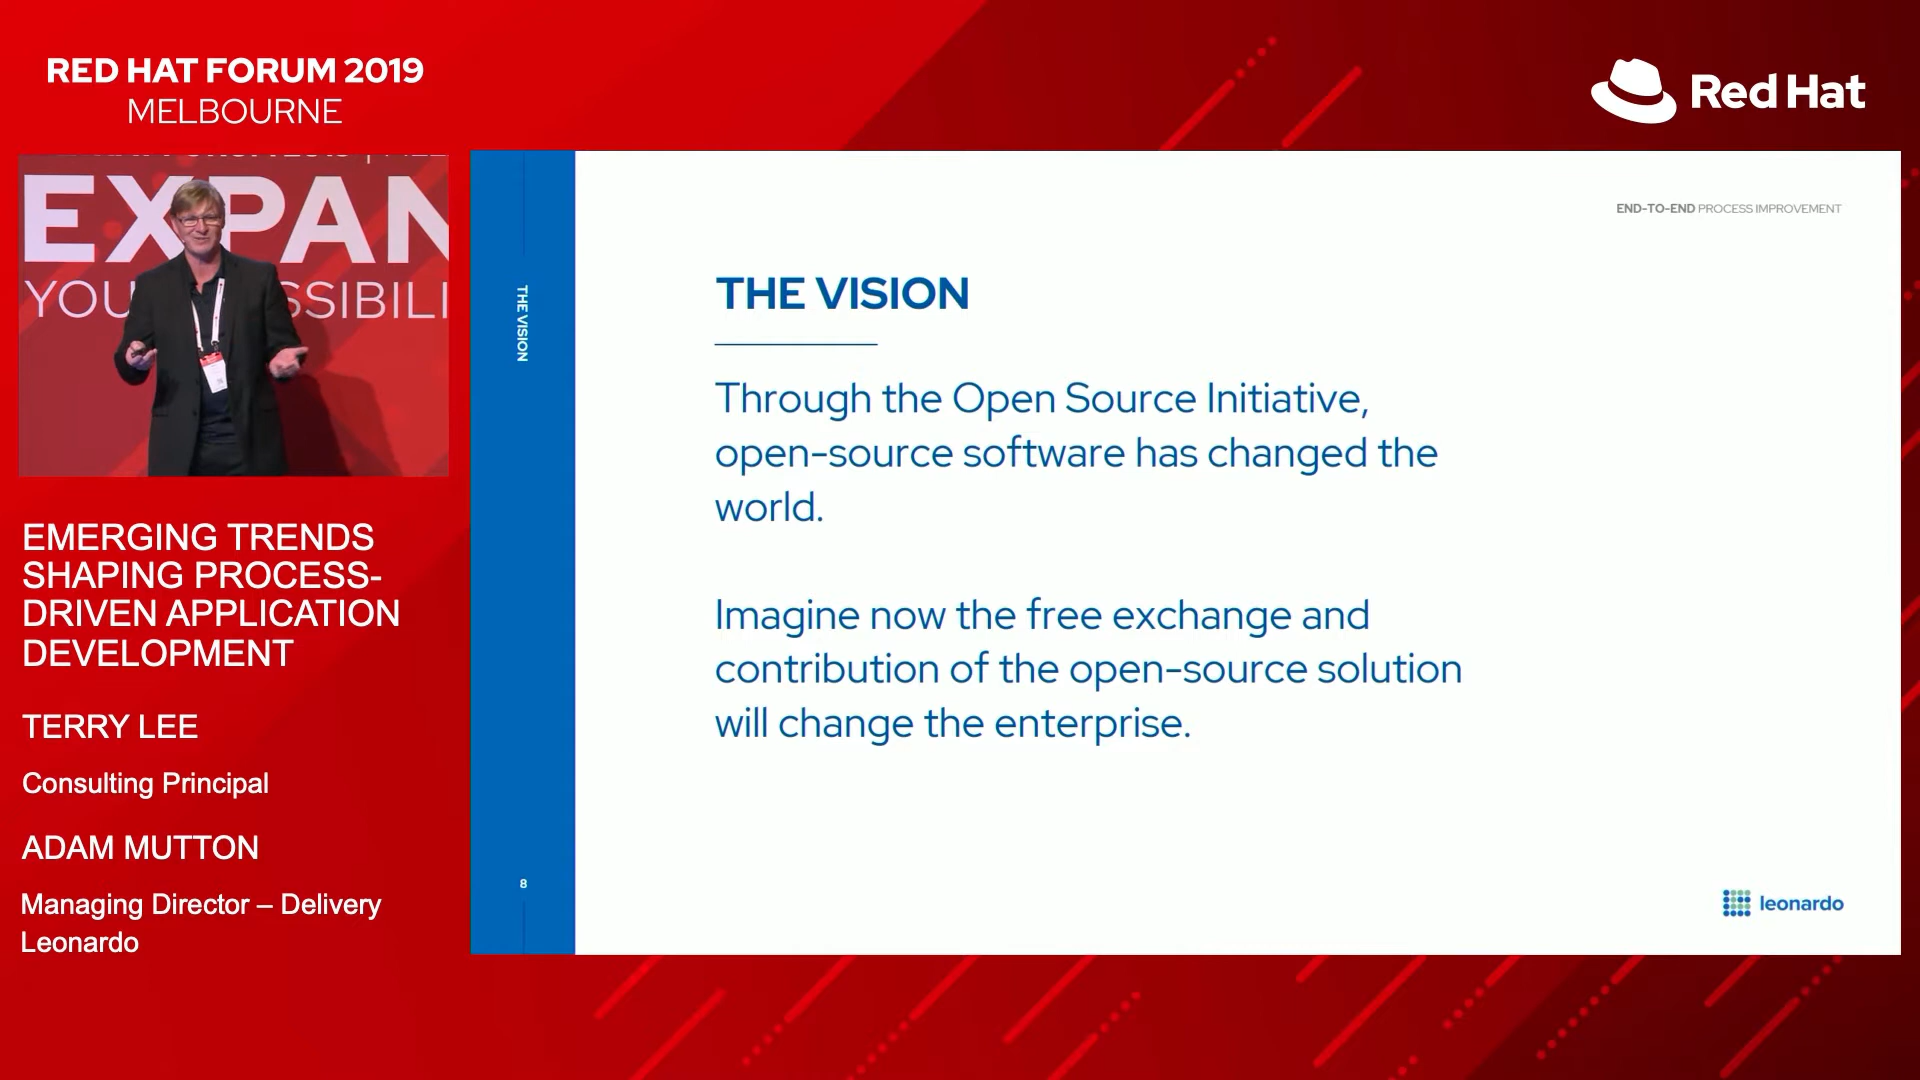 RED HAT FORUM 2019
MELBOURNE
Red Hat
EXPAN
YOU SSIBILI
EMERGING TRENDS
SHAPING PROCESS-
DRIVEN APPLICATION
DEVELOPMENT
TERRY LEE
Consulting Principal
ADAM MUTTON
Managing Director – Delivery
Leonardo
THE VISION
8
END-TO-END PROCESS IMPROVEMENT
THE VISION
Through the Open Source Initiative,
open-source software has changed the
world.
Imagine now the free exchange and
contribution of the open-source solution
will change the enterprise.
leonardo